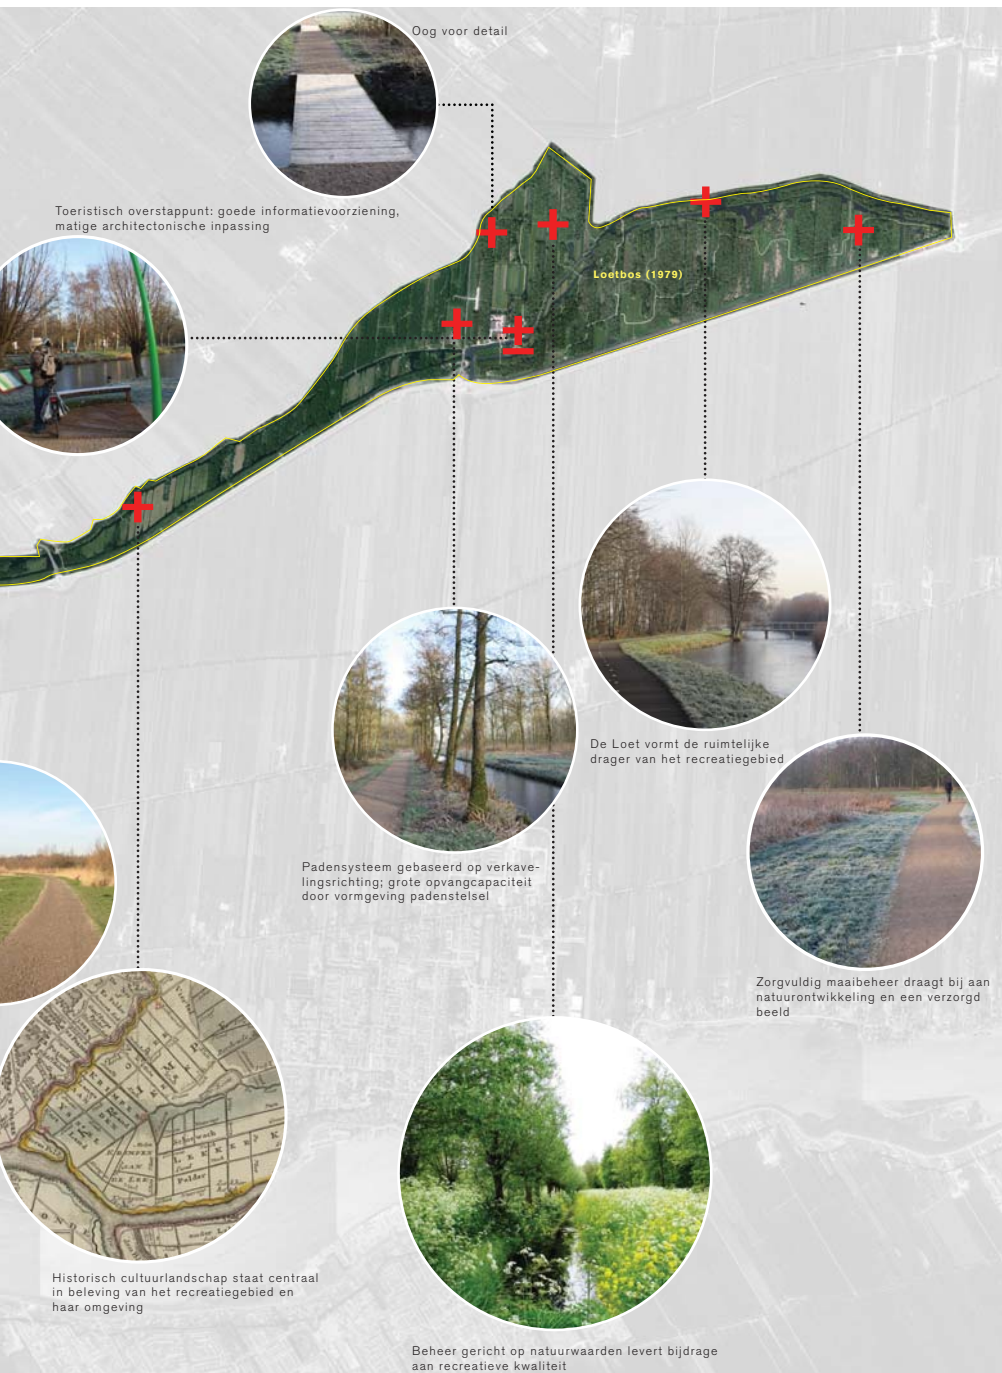 Oog voor detail
Toeristisch overstappunt: goede informatievoorziening,
matige architectonische inpassing
Loetbos (1979)
De Loet vormt de ruimtelijke
drager van het recreatiegebied
Padensysteem gebaseerd op verkave-
lingsrichting; grote opvangcapaciteit
door vormgeving padenstelsel
Zorgvuldig maaibeheer draagt bij aan
natuurontwikkeling en een verzorgd
beeld
Historisch cultuurlandschap staat centraal
in beleving van het recreatiegebied en
haar omgeving
Beheer gericht op natuurwaarden levert bijdrage
aan recreatieve kwaliteit